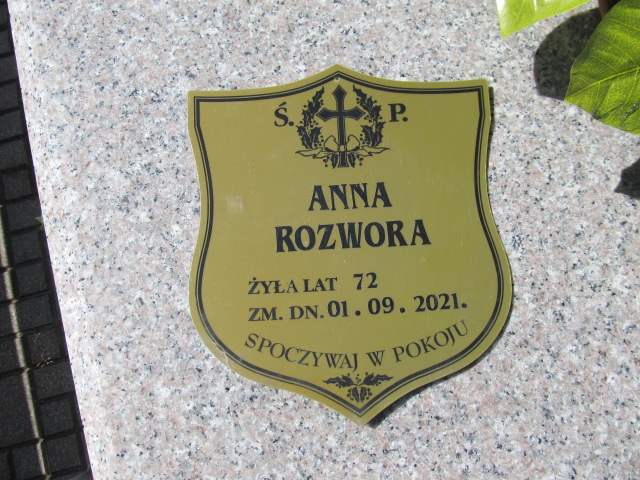 Ś. P.
ANNA
ROZWORA
ŻYŁA LAT 72
ZM. DN. 01.09.2021.
SPOCZYWAJ W POKOJU